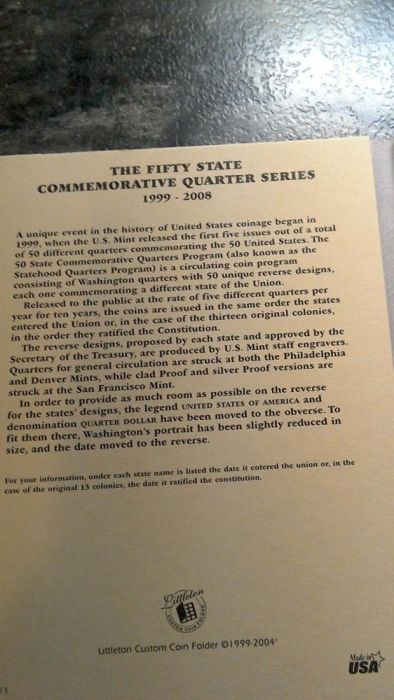 THE FIFTY STATE
COMMEMORATIVE QUARTER SERIES
1999 - 2008
A unique event in the history of United States coinage began in
1999, when the U.S. Mint released the first five issues out of a total
of 50 different quarters commemorating the 50 United States. The
50 State Commemorative Quarters Program (also known as the
Statehood Quarters Program) is a circulating coin program
consisting of Washington quarters with 50 unique reverse designs,
each one commemorating a different state of the Union.
Released to the public at the rate of five different quarters per
year for ten years, the coins are issued in the same order the states
entered the Union or, in the case of the thirteen original colonies,
in the order they ratified the Constitution.
The reverse designs, proposed by each state and approved by the
Secretary of the Treasury, are produced by U.S. Mint staff engravers.
Quarters for general circulation are struck at both the Philadelphia
and Denver Mints, while clad Proof and silver Proof versions are
struck at the San Francisco Mint.
In order to provide as much room as possible on the reverse
for the states' designs, the legend UNITED STATES OF AMERICA and
denomination QUARTER DOLLAR have been moved to the obverse. To
fit them there, Washington's portrait has been slightly reduced in
size, and the date moved to the reverse.
For your information, under each state name is listed the date it entered the union or, in the
case of the original 13 colonies, the date it ratified the constitution.
Littleton
Littleton Custom Coin Folder ©1999-2004
Made in
USA